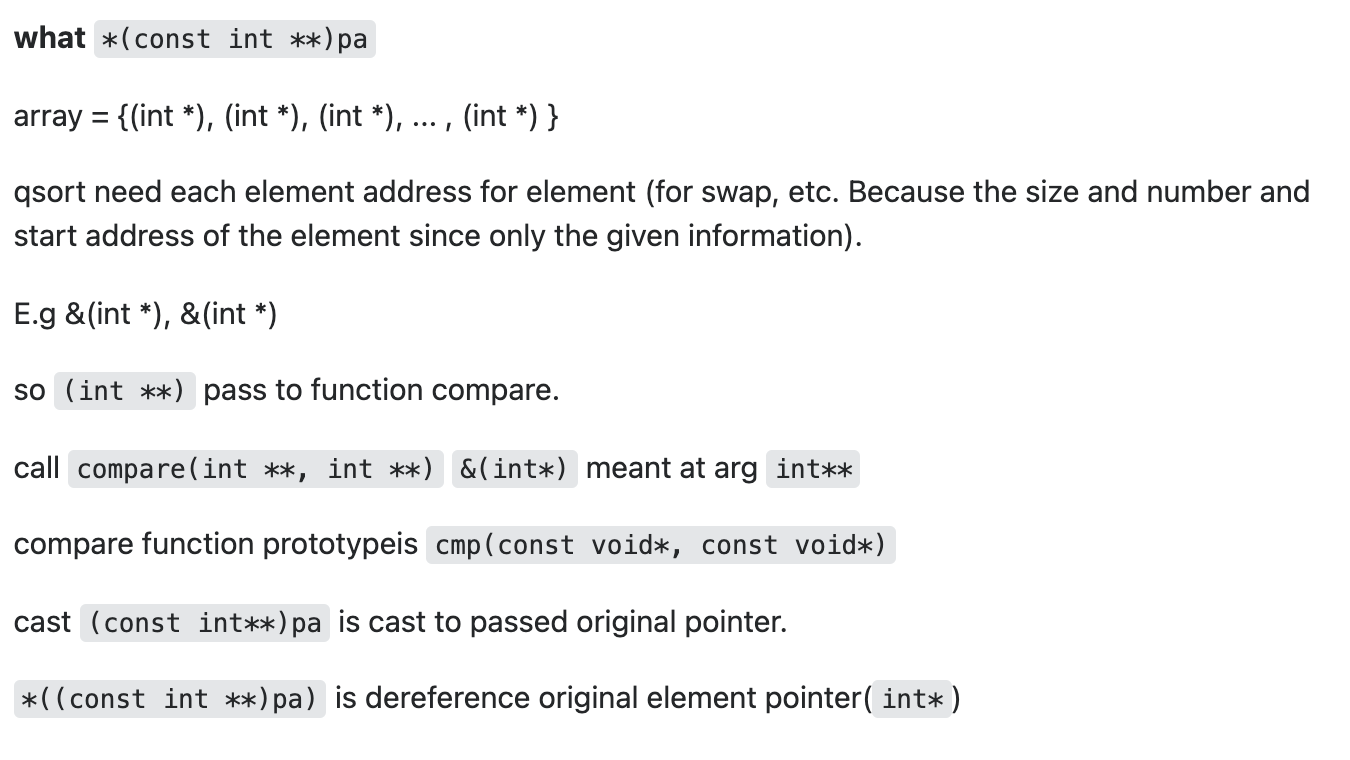 what *(const int **)pa
array = {(int *), (int *), (int *), ... , (int *) }
qsort need each element address for element (for swap, etc. Because the size and number and
start address of the element since only the given information).
E.g &(int *), &(int *)
so (int **) pass to function compare.
call compare(int **, int **) &(int*) meant at arg int**
compare function prototypeis cmp(const void*, const void*)
cast (const int**)pa is cast to passed original pointer.
*((const int **)pa) is dereference original element pointer(int*)